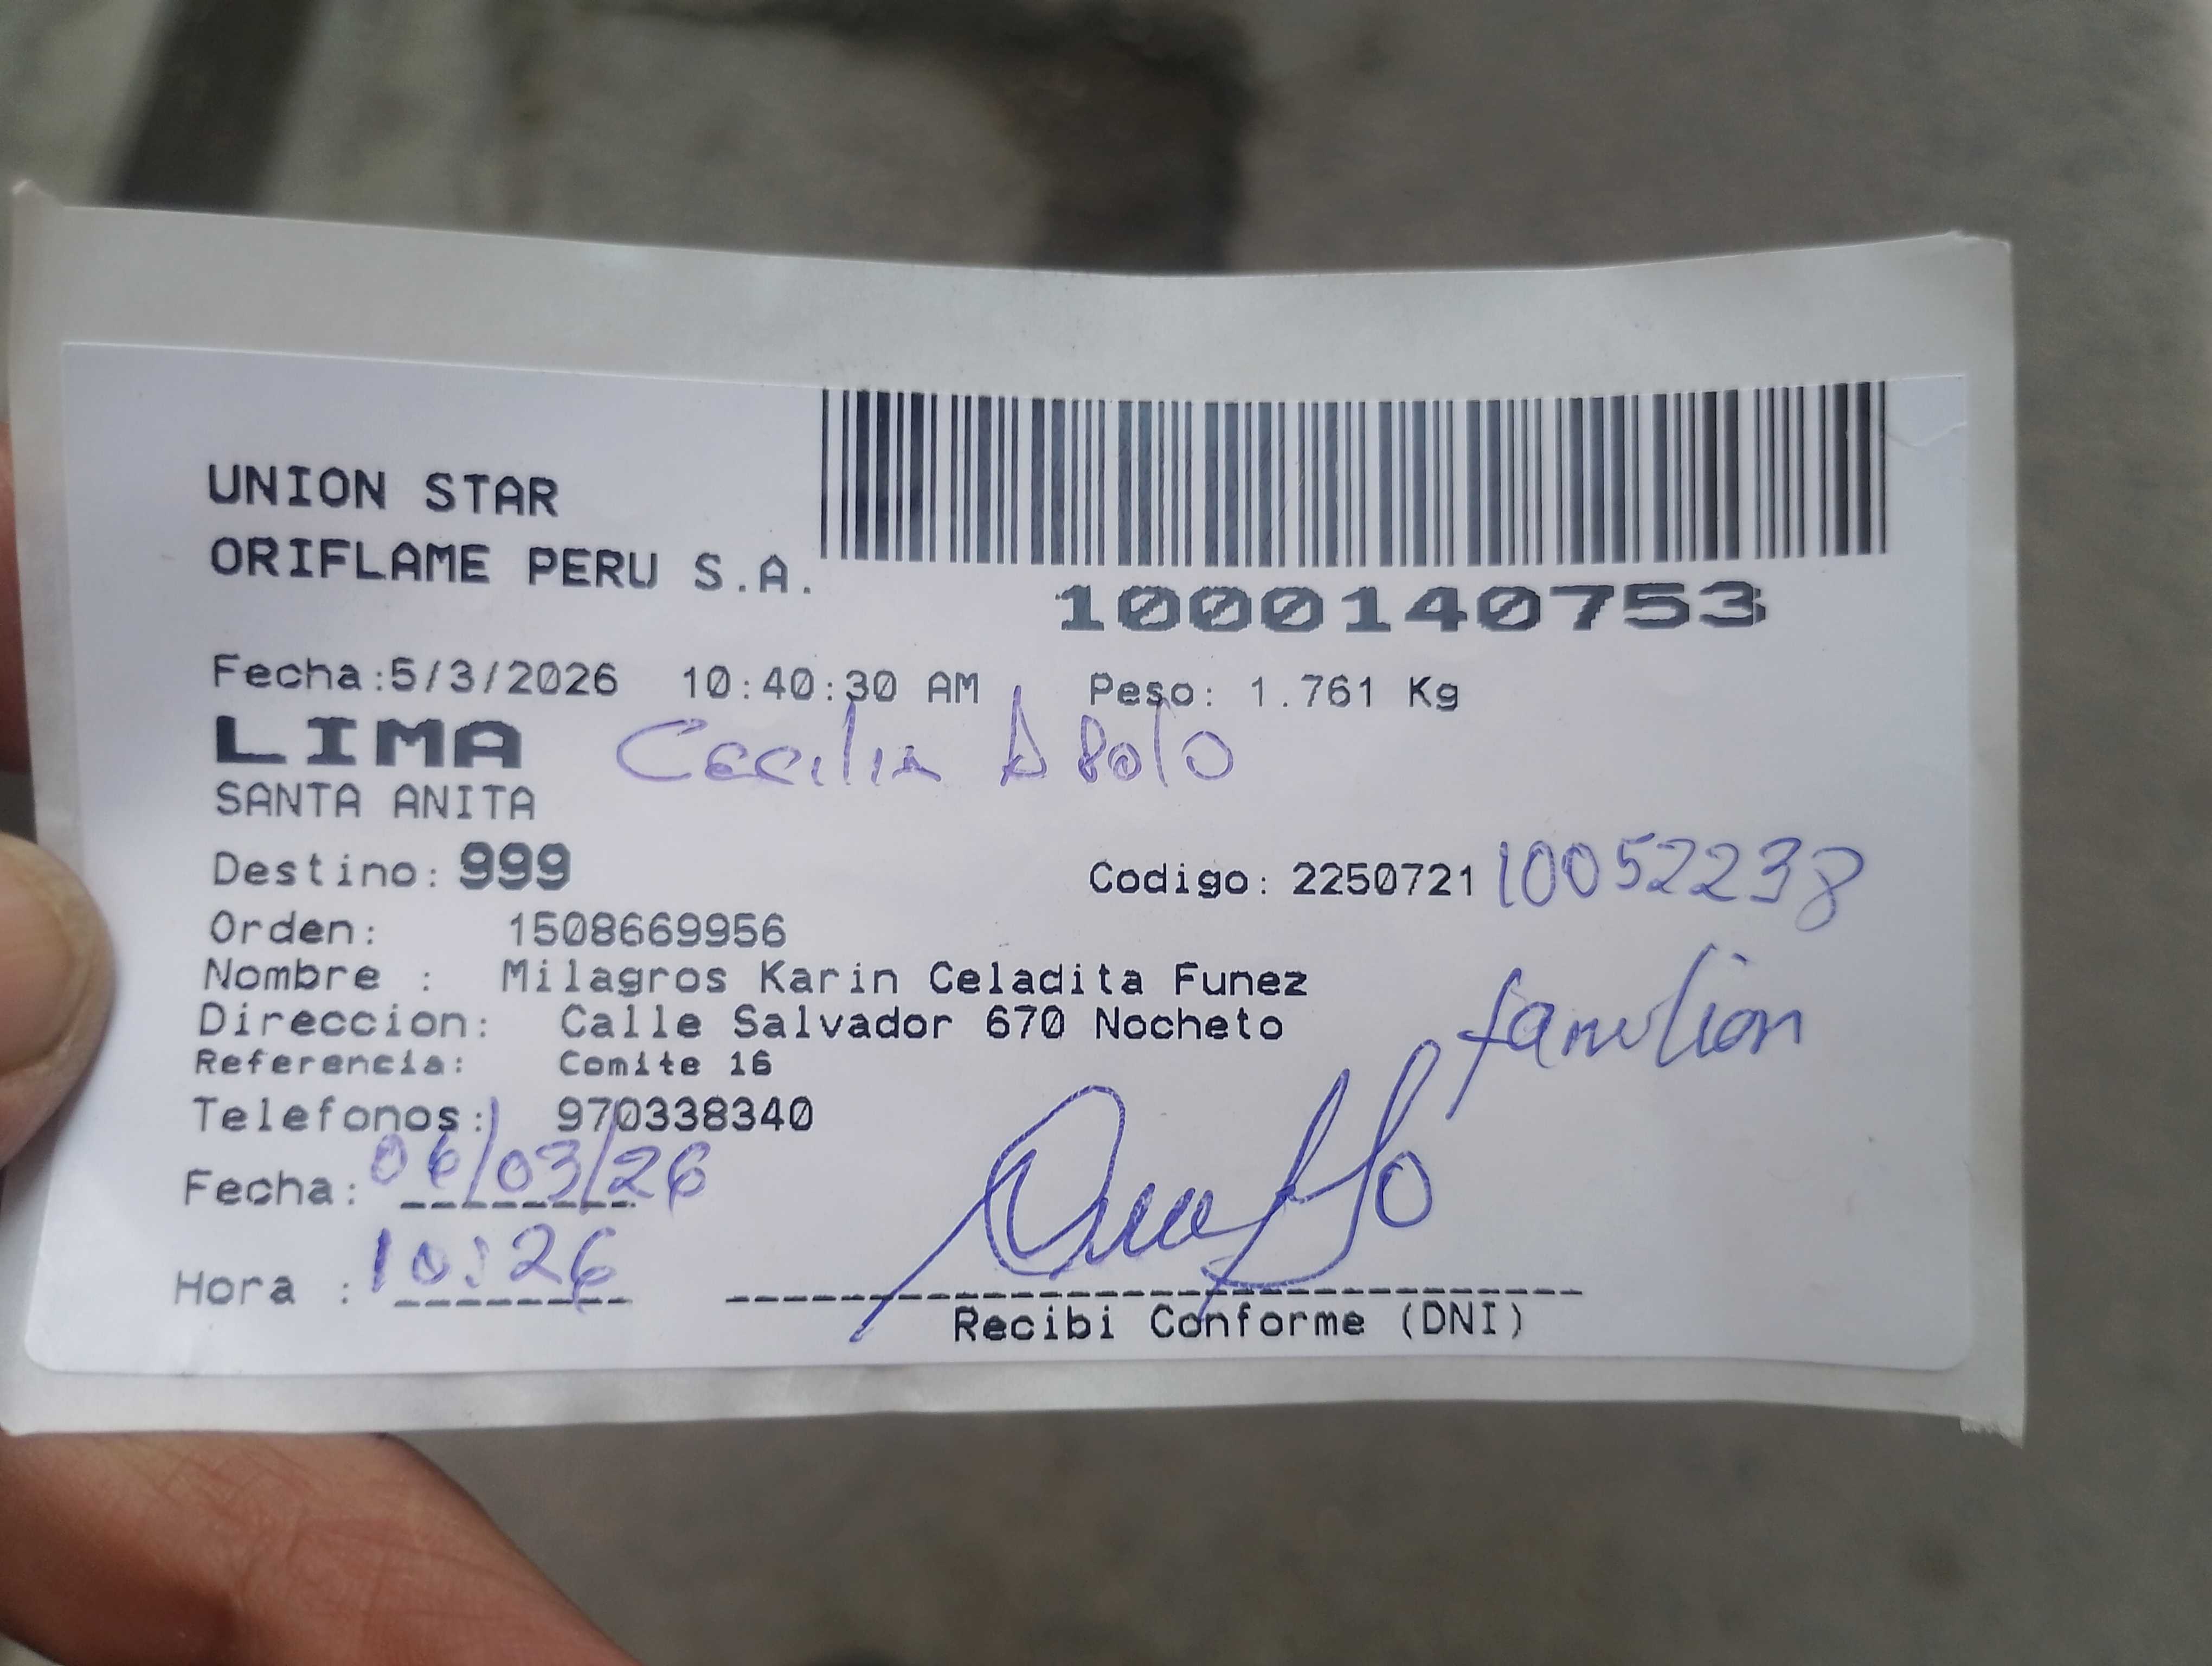 UNION STAR
ORIFLAME PERU S.A.
1000140753
Fecha:5/3/2026 10:40:30 AM Peso: 1.761 Kg
LIMA Cecilia
SANTA ANITA
Destino: 999 Codigo: 2250721 10052238
Orden: 1508669956
Nombre : Milagros Karin Celadita Funez
Direccion: Calle Salvador 670 Nocheto
Referencia: Comite 16
Telefonos: 970338340
Fecha: 06/03/26
Hora : 10:26
Recibi Conforme (DNI)